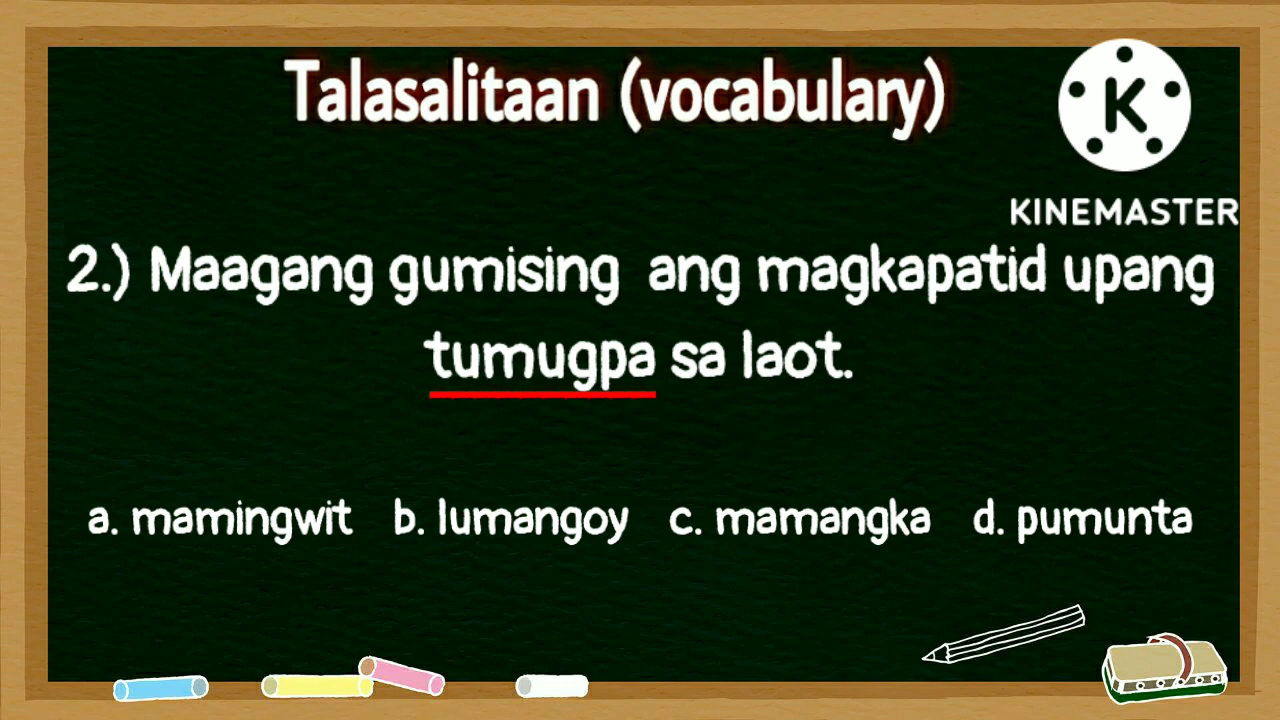 Talasalitaan (vocabulary)
K
KINEMASTER
2.) Maagang gumising ang magkapatid upang
tumugpa sa laot.
a. mamingwit b. lumangoy c. mamangka d. pumunta